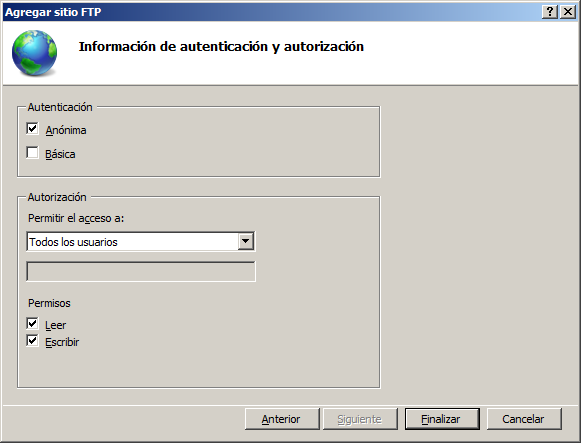 Agregar sitio FTP
Información de autenticación y autorización
Autenticación
Anónima
Básica
Autorización
Permitir el acceso a:
Todos los usuarios
Permisos
Leer
Escribir
Anterior Siguiente Finalizar Cancelar